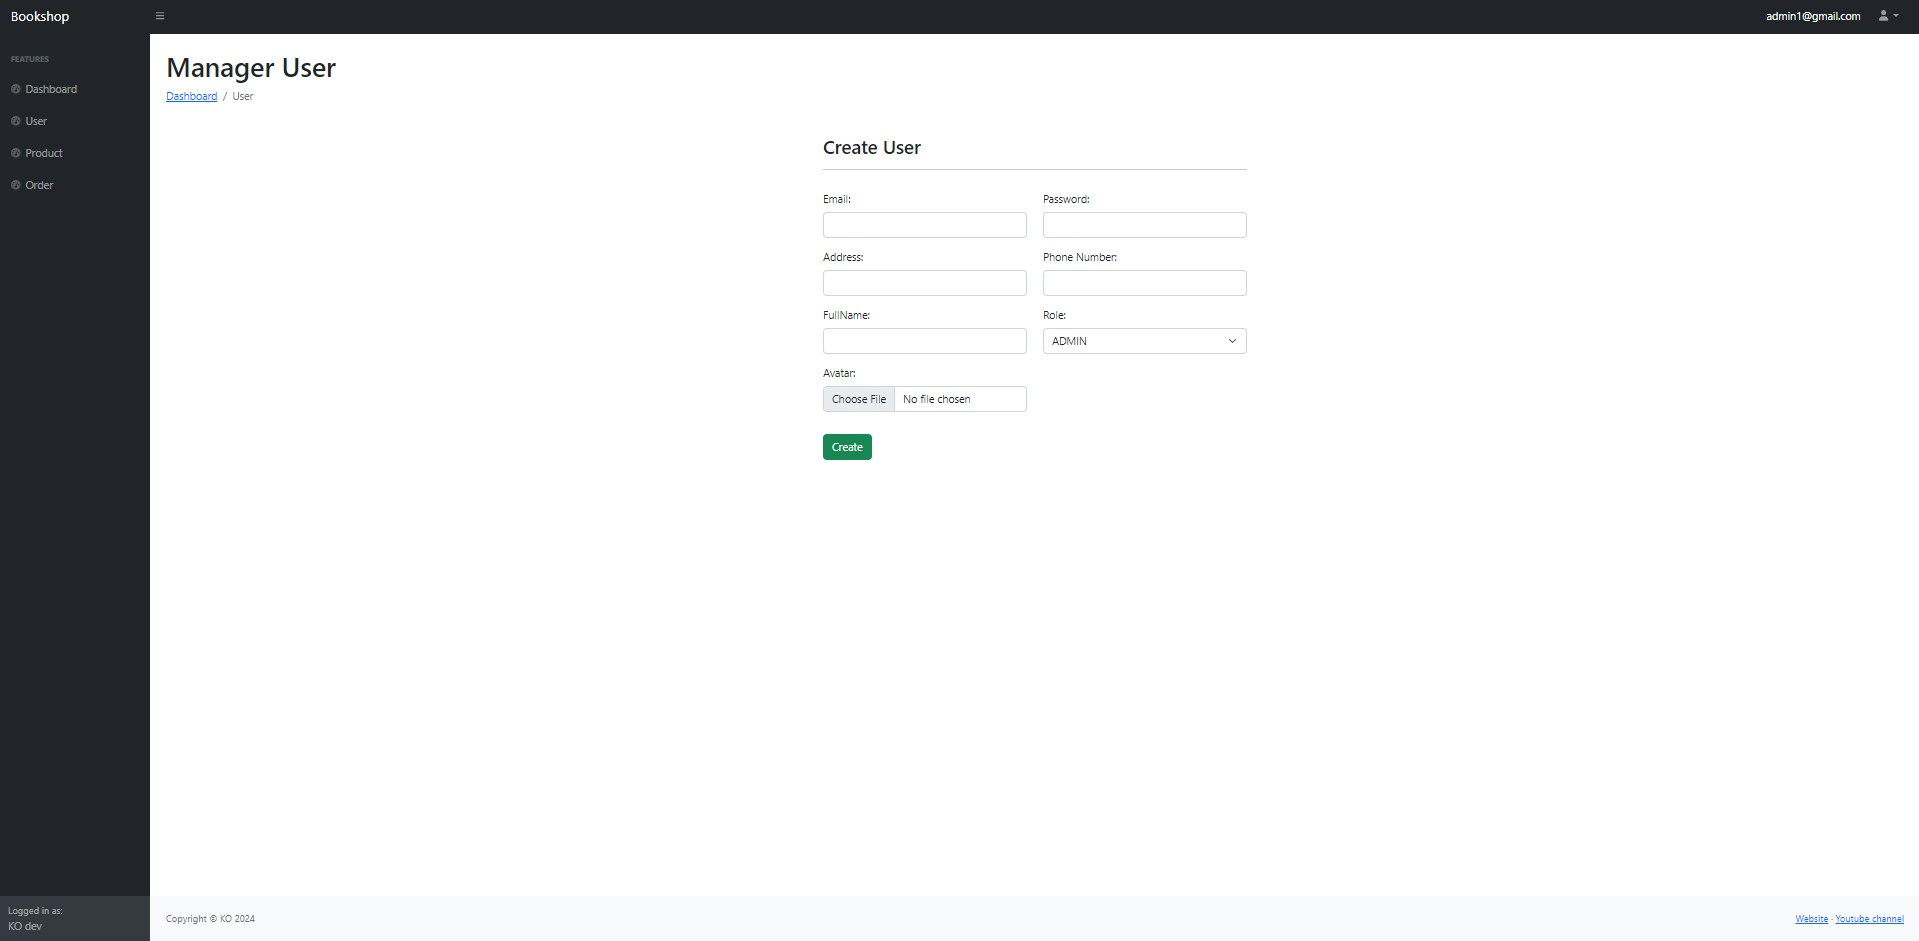 Bookshop
admin1@gmail.com
FEATURES
Dashboard
User
Product
Order
Manager User
Dashboard / User
Create User
Email: Password:
Address: Phone Number:
FullName: Role:
ADMIN
Avatar:
Choose File No file chosen
Create
Logged in as:
KO dev
Copyright © KO 2024
Website · Youtube channel